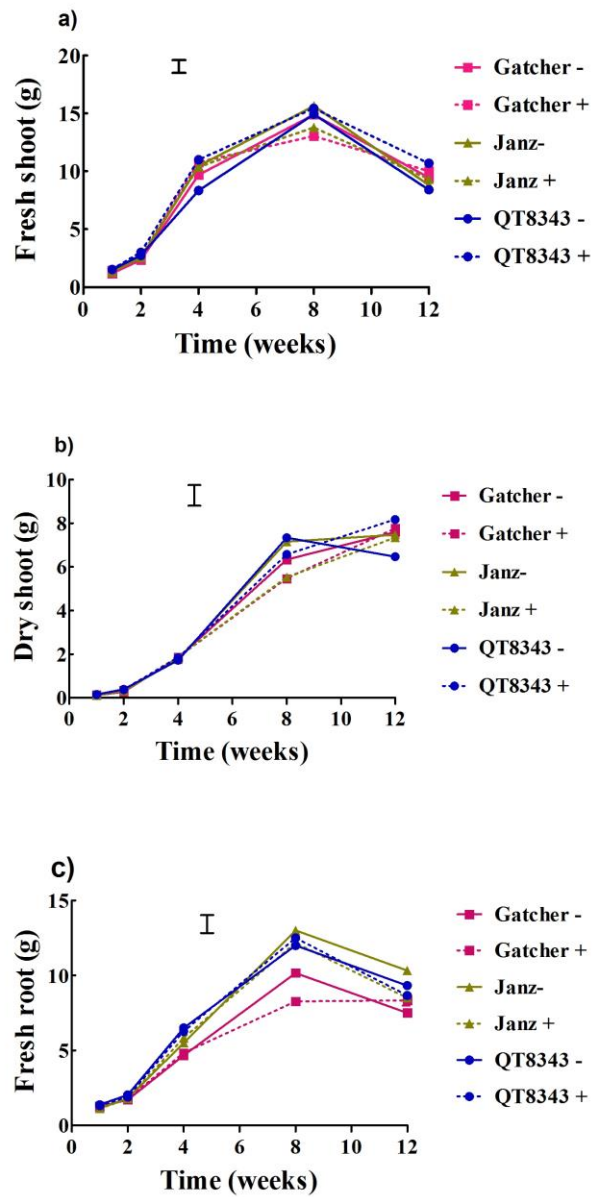 a)
20
15
10
5
0
Fresh shoot (g)
0 2 4 6 8 10 12
Time (weeks)
Gatcher -
Gatcher +
Janz-
Janz +
QT8343 -
QT8343 +
b)
10
8
6
4
2
0
Dry shoot (g)
0 2 4 6 8 10 12
Time (weeks)
Gatcher -
Gatcher +
Janz-
Janz +
QT8343 -
QT8343 +
c)
15
10
5
0
Fresh root (g)
0 2 4 6 8 10 12
Time (weeks)
Gatcher -
Gatcher +
Janz-
Janz +
QT8343 -
QT8343 +